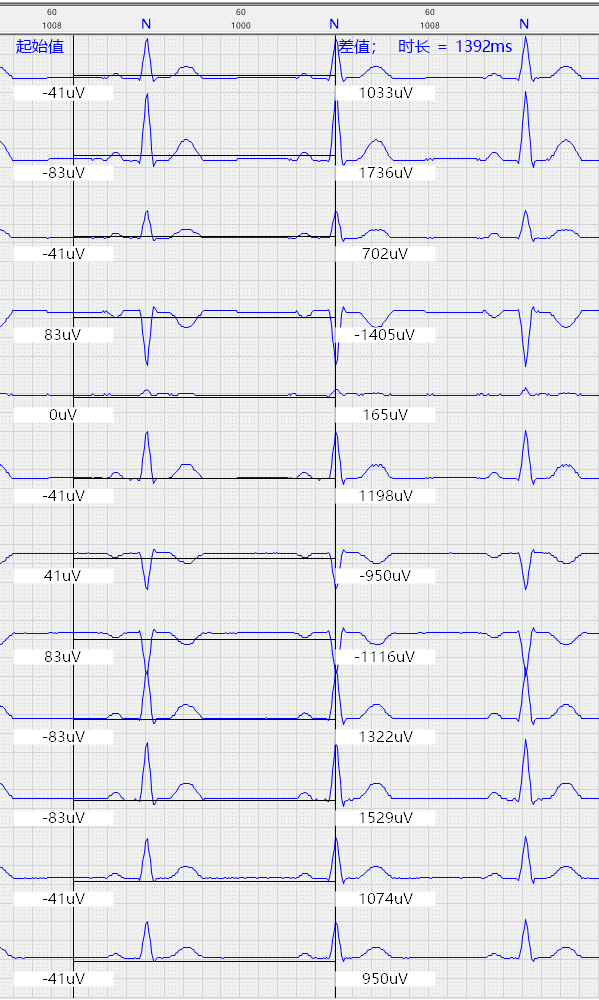 60 60 60
1008 N 1000 N 1008 N
起始值 差值； 时长 = 1392ms
-41uV 1033uV
-83uV 1736uV
-41uV 702uV
83uV -1405uV
0uV 165uV
-41uV 1198uV
41uV -950uV
83uV -1116uV
-83uV 1322uV
-83uV 1529uV
-41uV 1074uV
-41uV 950uV